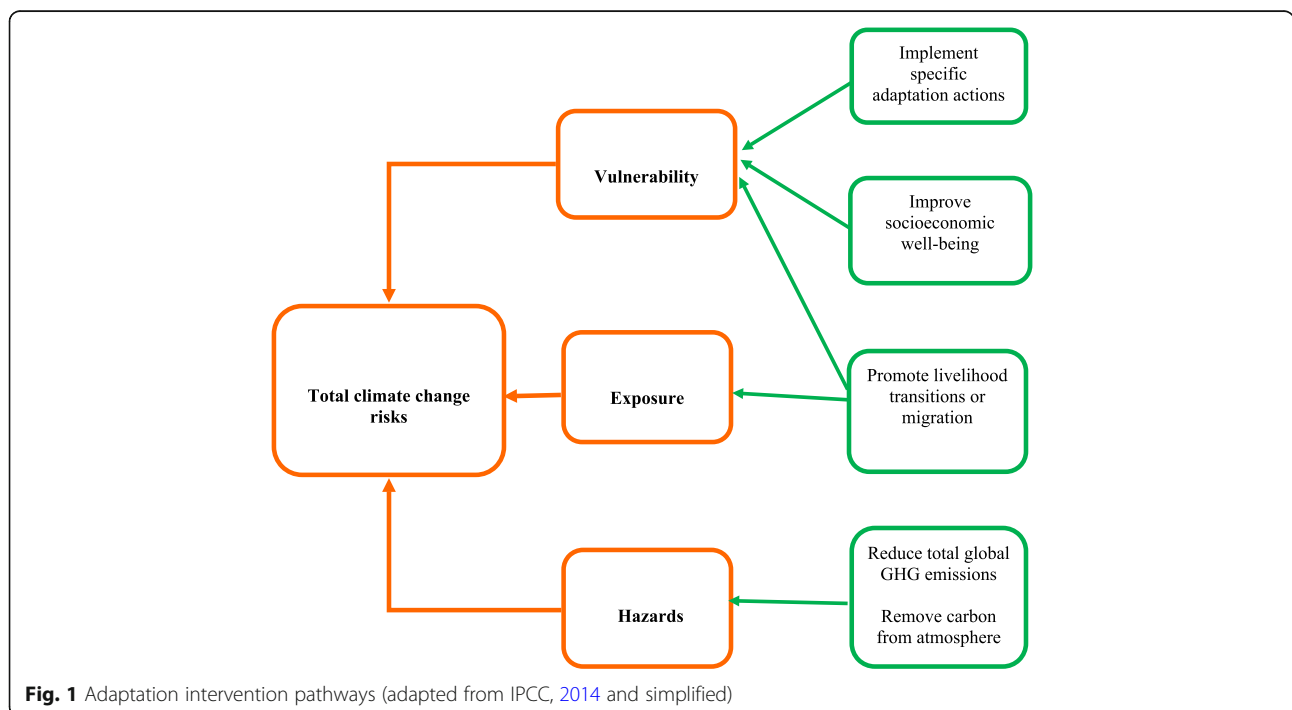 Implement
specific
adaptation actions
Vulnerability
Improve
socioeconomic
well-being
Total climate change
risks
Exposure
Promote livelihood
transitions or
migration
Hazards
Reduce total global
GHG emissions
Remove carbon
from atmosphere
Fig. 1 Adaptation intervention pathways (adapted from IPCC, 2014 and simplified)